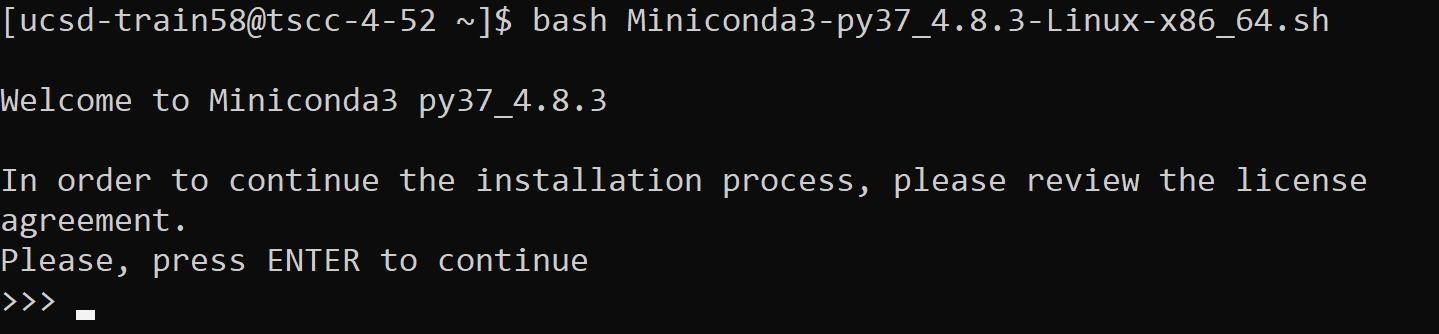 [ucsd-train58@tscc-4-52 ~]$ bash Miniconda3-py37_4.8.3-Linux-x86_64.sh
Welcome to Miniconda3 py37_4.8.3
In order to continue the installation process, please review the license
agreement.
Please, press ENTER to continue
>>>